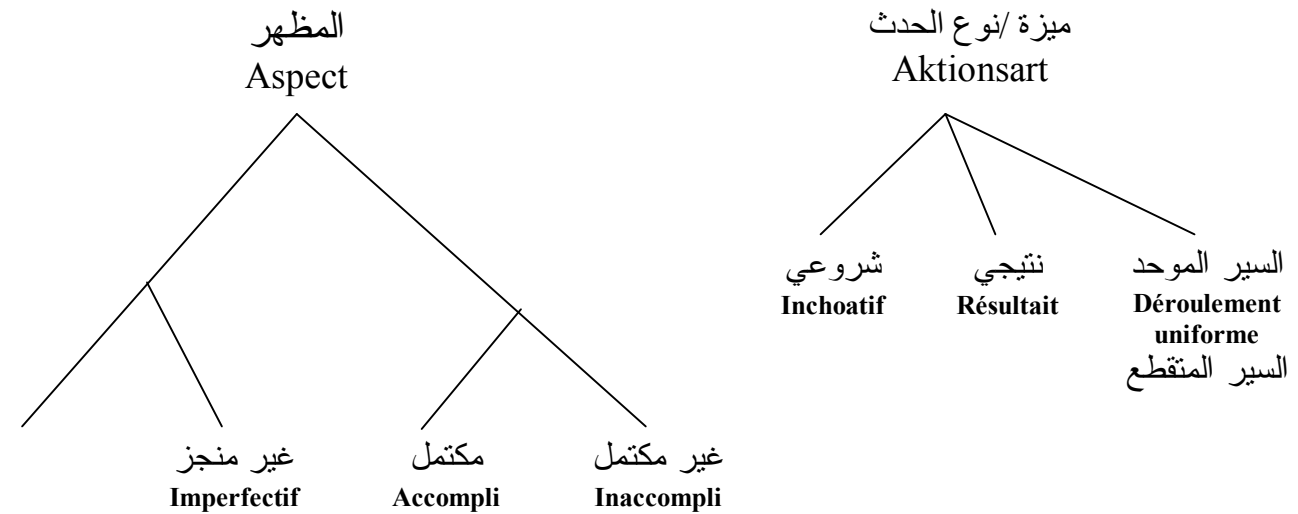 المظهر
Aspect
ميزة /نوع الحدث
Aktionsart
شروعي
Inchoatif
نتيجي
Résultait
السير الموحد
Déroulement
uniforme
السير المتقطع
غير منجز
Imperfectif
مكتمل
Accompli
غير مكتمل
Inaccompli